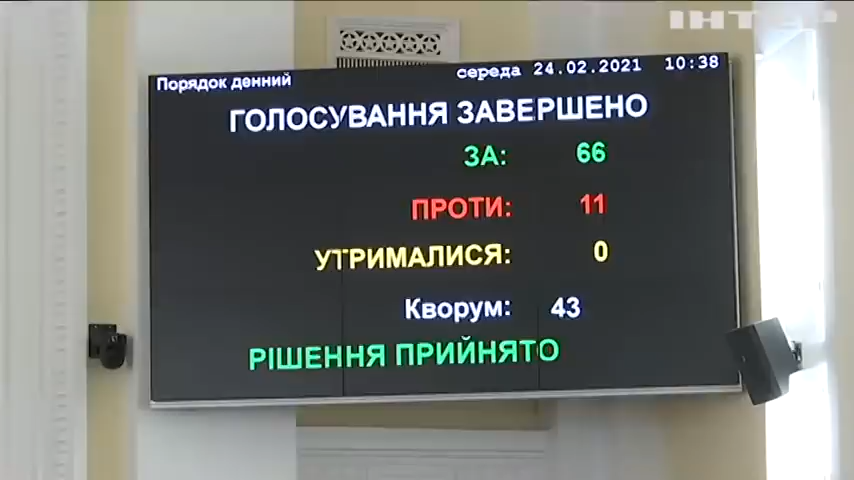 ІНТЕР
Порядок денний середа 24.02.2021 10:38
ГОЛОСУВАННЯ ЗАВЕРШЕНО
ЗА: 66
ПРОТИ: 11
УТРИМАЛИСЯ: 0
Кворум: 43
РІШЕННЯ ПРИЙНЯТО